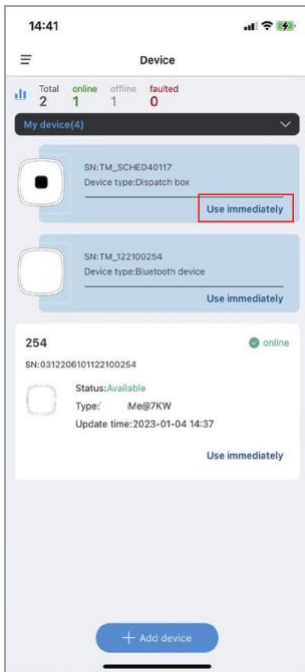 14:41
Device
Total online offline faulted
2 1 1 0
My device(4)
SN:TM_SCHED40117
Device type:Dispatch box
Use immediately
SN:TM_122100254
Device type:Bluetooth device
Use immediately
254 online
SN:0312206101122100254
Status:Available
Type: Me@7KW
Update time:2023-01-04 14:37
Use immediately
+ Add device